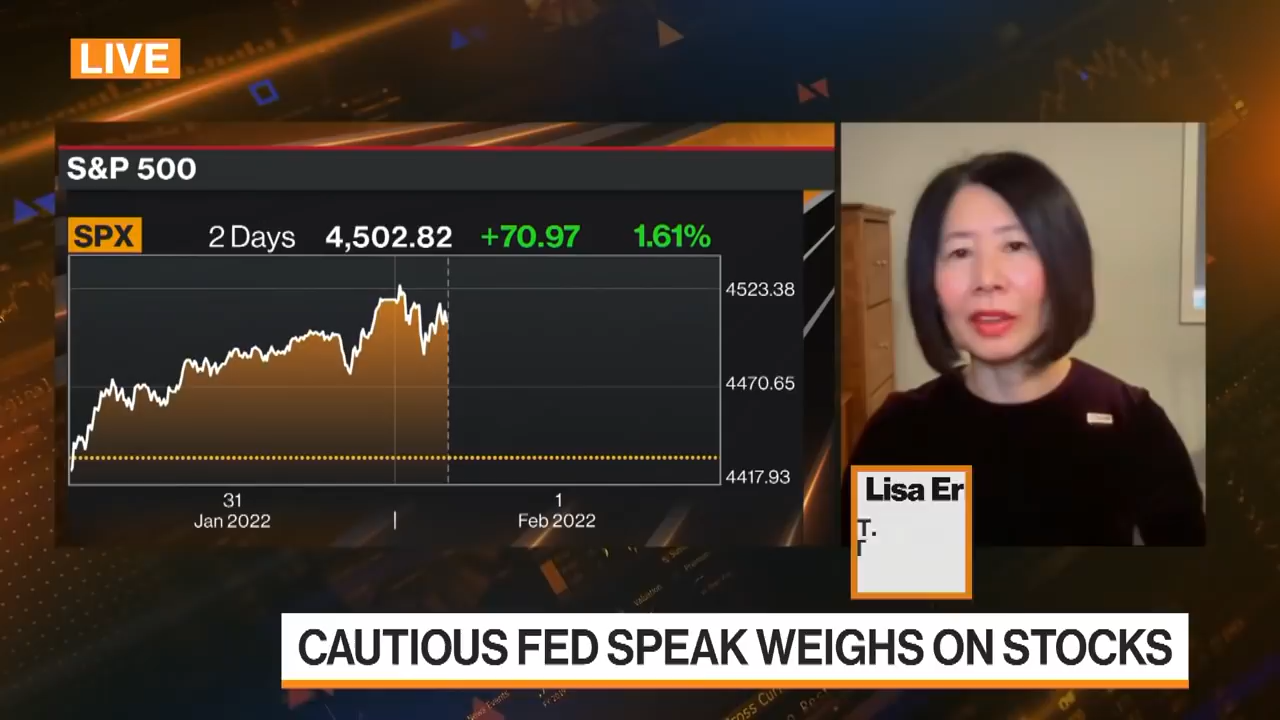 LIVE
S&P 500
SPX 2 Days 4,502.82 +70.97 1.61%
4523.38
4470.65
4417.93
31 1
Jan 2022 Feb 2022
Lisa Er
T.
CAUTIOUS FED SPEAK WEIGHS ON STOCKS